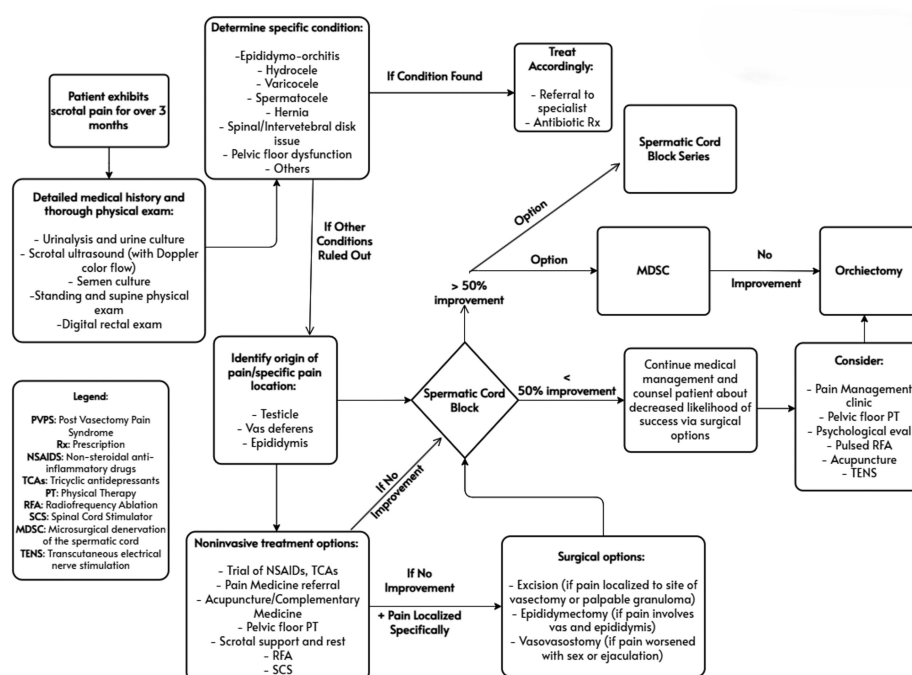 Patient exhibits
scrotal pain for over 3
months
Detailed medical history and
thorough physical exam:
- Urinalysis and urine culture
- Scrotal ultrasound (with Doppler
color flow)
- Semen culture
-Standing and supine physical
exam
-Digital rectal exam
Determine specific condition:
-Epididymo-orchitis
- Hydrocele
- Varicocele
- Spermatocele
- Hernia
- Spinal/Intervetebral disk
issue
- Pelvic floor dysfunction
- Others
If Condition Found
Treat
Accordingly:
- Referral to
specialist
- Antibiotic Rx
If Other
Conditions
Ruled Out
Identify origin of
pain/specific pain
location:
- Testicle
- Vas deferens
- Epididymis
Noninvasive treatment options:
- Trial of NSAIDs, TCAs
- Pain Medicine referral
- Acupuncture/Complementary
Medicine
- Pelvic floor PT
- Scrotal support and rest
- RFA
- SCS
If No
Improvement
If No
Improvement
+ Pain Localized
Specifically
Surgical options:
- Excision (if pain localized to site of
vasectomy or palpable granuloma)
- Epididymectomy (if pain involves
vas and epididymis)
- Vasovasostomy (if pain worsened
with sex or ejaculation)
Spermatic Cord
Block
> 50%
improvement
Option
Spermatic Cord
Block Series
Option
MDSC
No
Improvement
Orchiectomy
<
50% improvement
Continue medical
management and
counsel patient about
decreased likelihood of
success via surgical
options
Consider:
- Pain Management
clinic
- Pelvic floor PT
- Psychological eval
- Pulsed RFA
- Acupuncture
- TENS
Legend:
PVPS: Post Vasectomy Pain
Syndrome
Rx: Prescription
NSAIDS: Non-steroidal anti-
inflammatory drugs
TCAs: Tricyclic antidepressants
PT: Physical Therapy
RFA: Radiofrequency Ablation
SCS: Spinal Cord Stimulator
MDSC: Microsurgical denervation
of the spermatic cord
TENS: Transcutaneous electrical
nerve stimulation